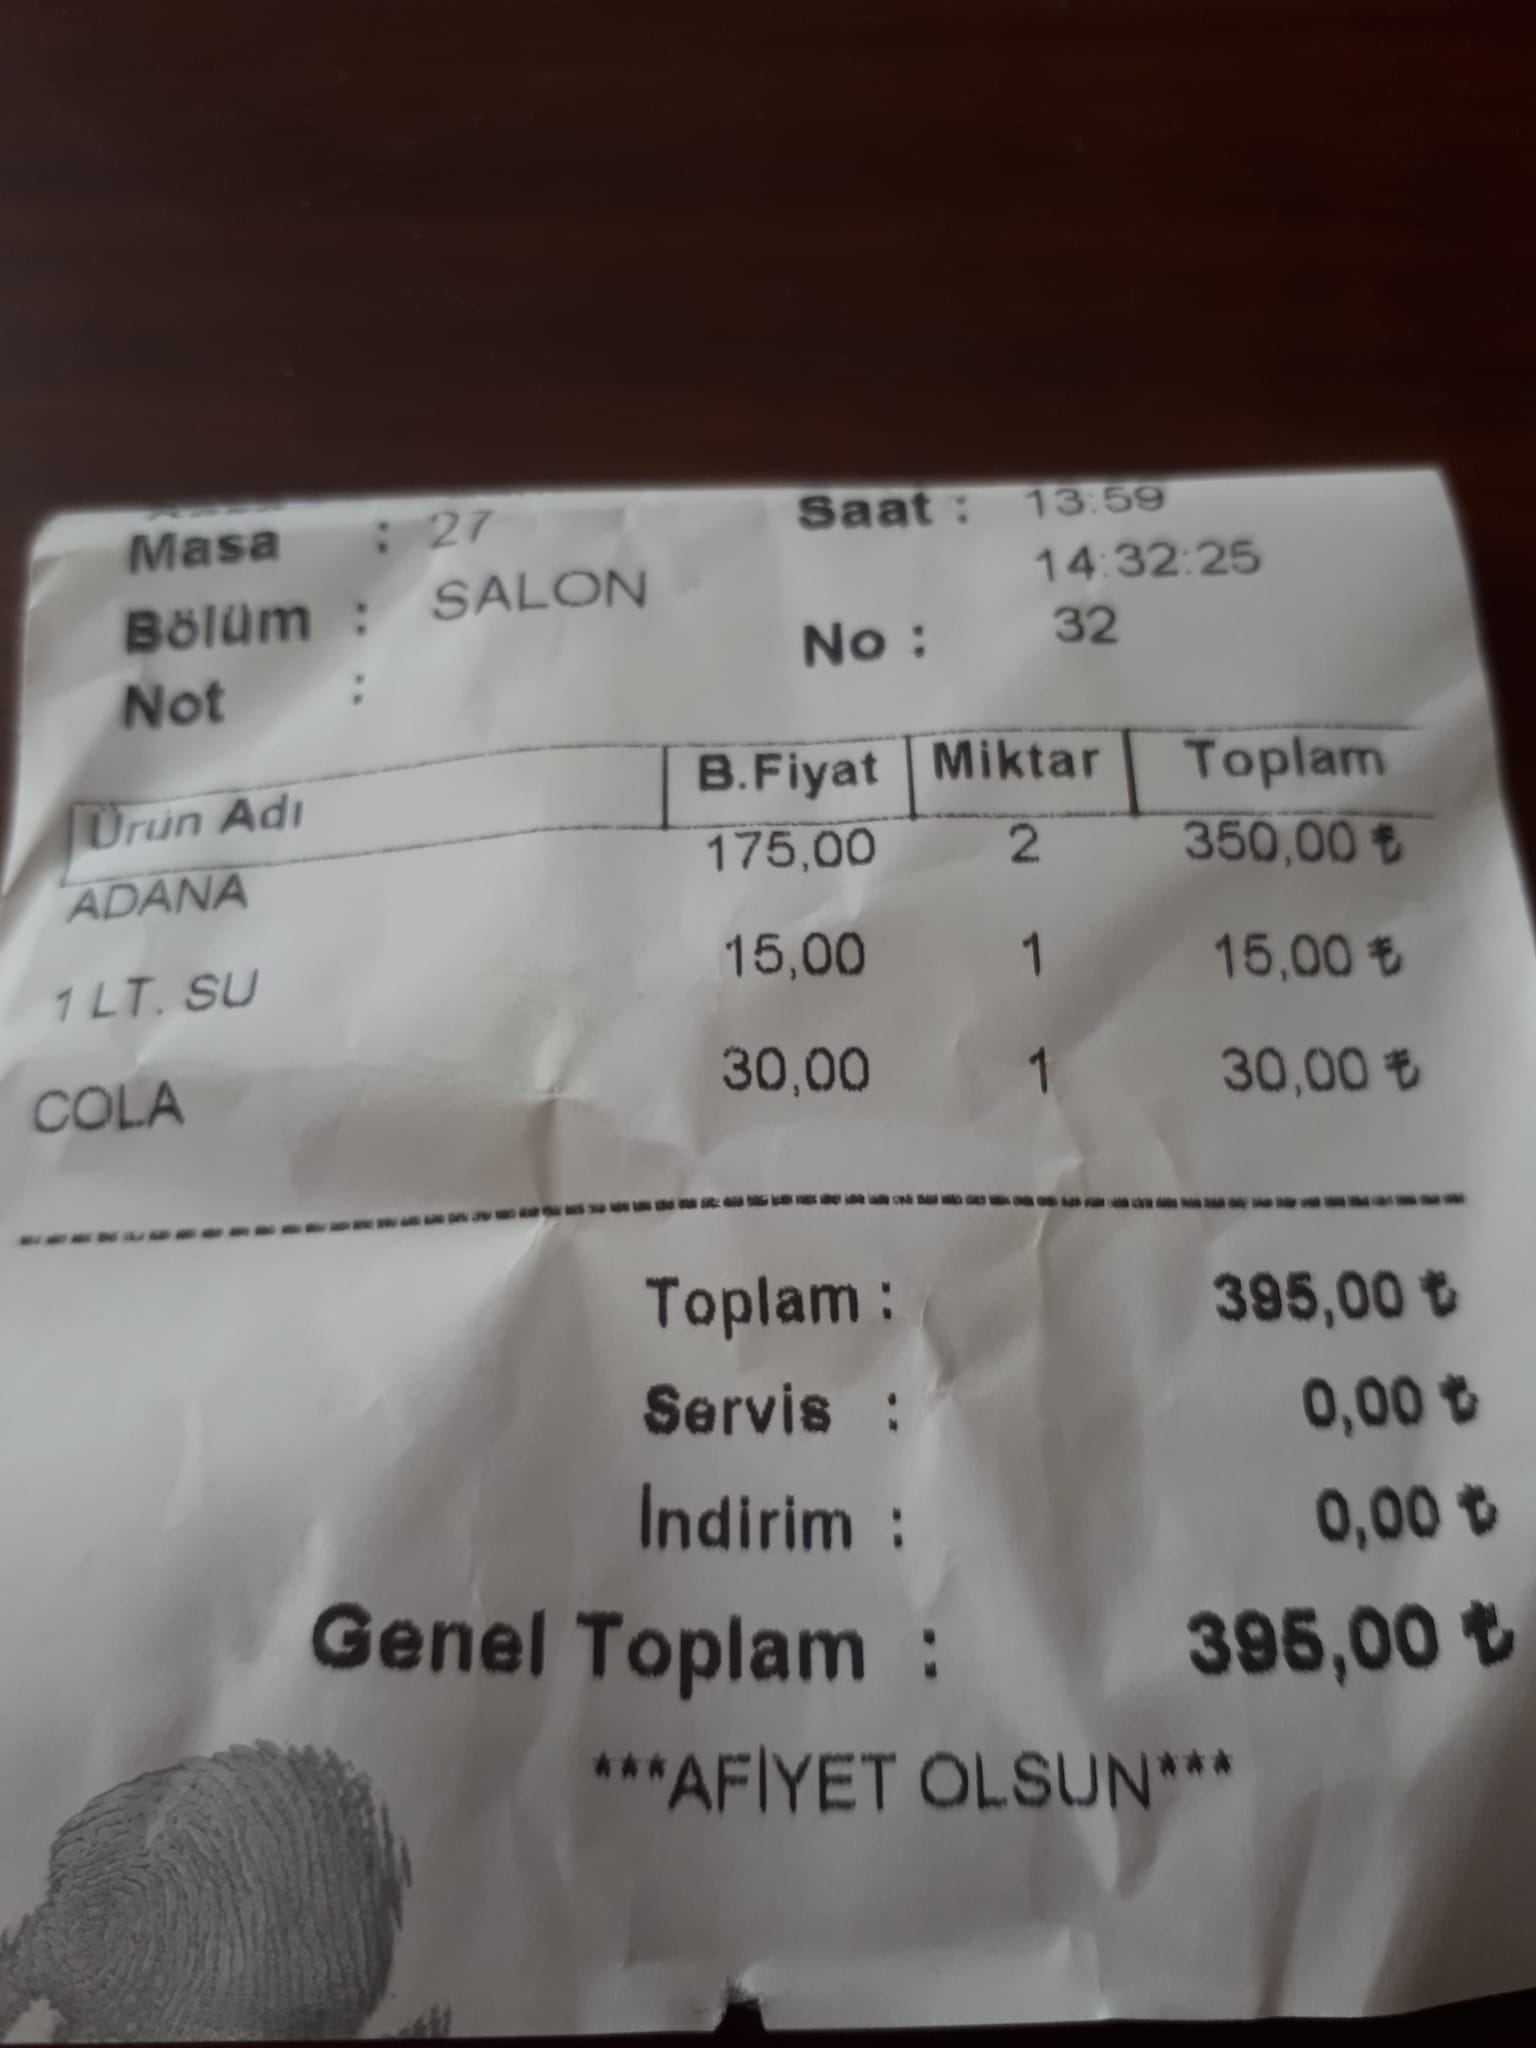 Masa : 27 Saat : 13:59
14:32:25
Bölüm : SALON
No : 32
Not :
Ürün Adı B.Fiyat Miktar Toplam
ADANA 175,00 2 350,00 ₺
1 LT. SU 15,00 1 15,00 ₺
COLA 30,00 1 30,00 ₺
Toplam : 395,00 ₺
Servis : 0,00 ₺
İndirim : 0,00 ₺
Genel Toplam : 395,00 ₺
***AFİYET OLSUN***